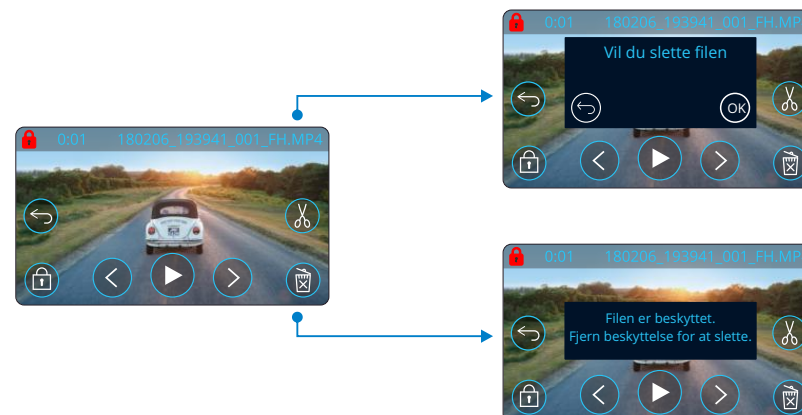 0:01 180206_193941_001_FH.MP4
0:01 180206_193941_001_FH.MP
Vil du slette filen
OK
0:01 180206_193941_001_FH.MP
Filen er beskyttet.
Fjern beskyttelse for at slette.